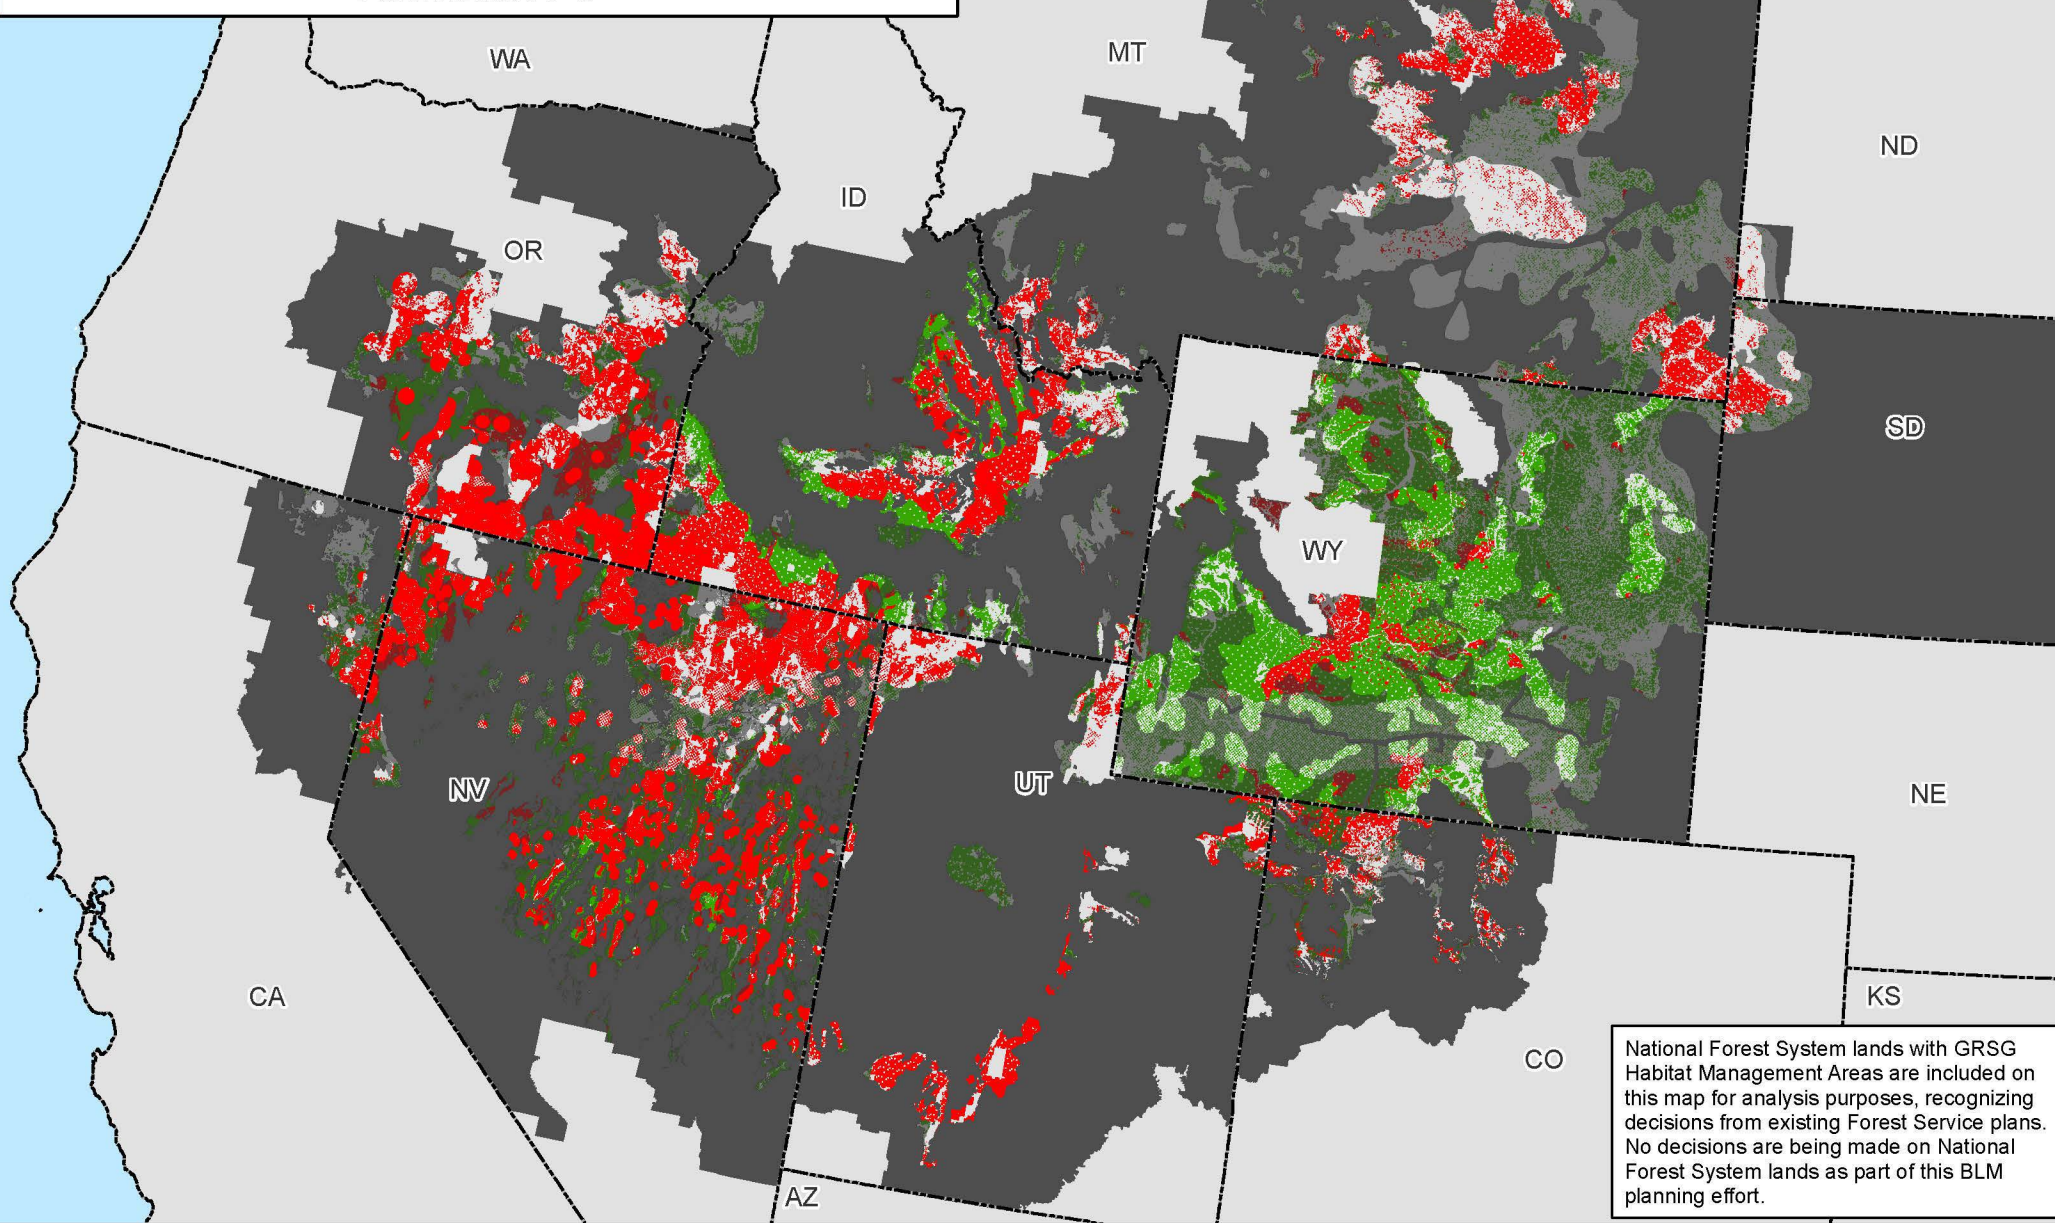 WA
MT
ND
ID
OR
SD
WY
NV
UT
NE
CA
KS
CO
AZ
National Forest System lands with GRSG
Habitat Management Areas are included on
this map for analysis purposes, recognizing
decisions from existing Forest Service plans.
No decisions are being made on National
Forest System lands as part of this BLM
planning effort.